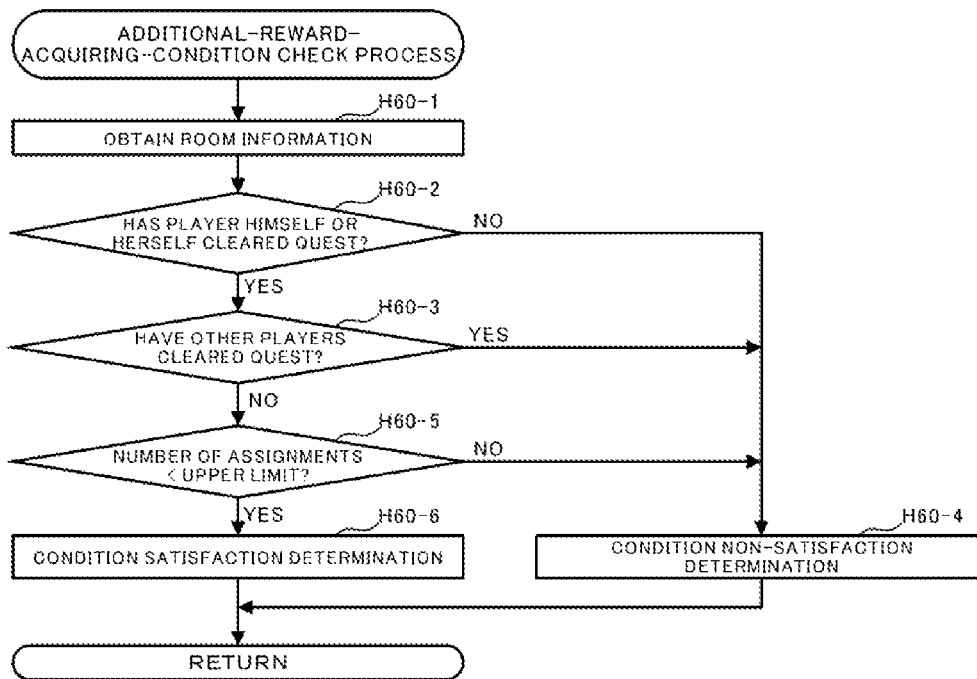 ADDITIONAL-REWARD-
ACQUIRING-CONDITION CHECK PROCESS
H60-1
OBTAIN ROOM INFORMATION
H60-2
HAS PLAYER HIMSELF OR
HERSELF CLEARED QUEST?
NO
YES
H60-3
HAVE OTHER PLAYERS
CLEARED QUEST?
YES
NO
H60-5
NUMBER OF ASSIGNMENTS
< UPPER LIMIT?
NO
YES
H60-6
CONDITION SATISFACTION DETERMINATION
H60-4
CONDITION NON-SATISFACTION
DETERMINATION
RETURN